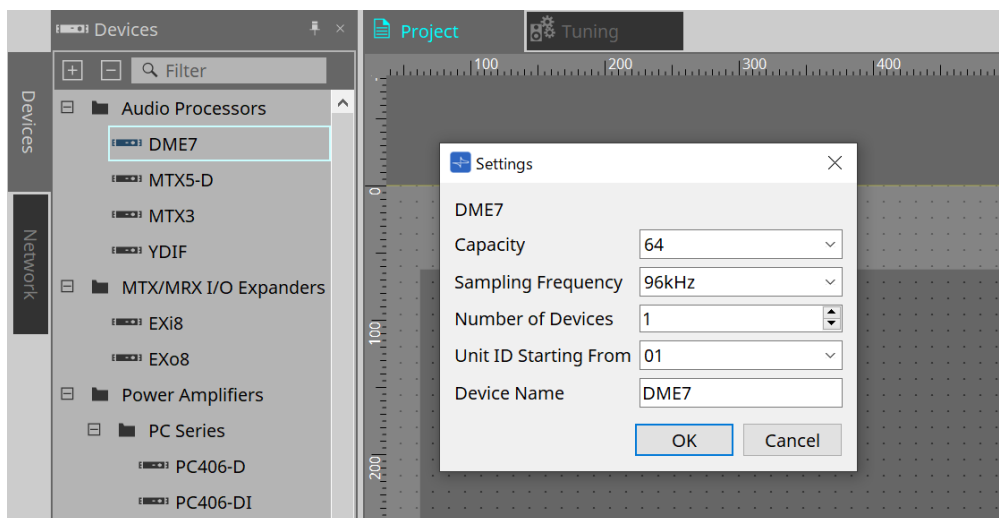 Devices
Project
Tuning
Filter
100
200
300
400
Devices
Network
Audio Processors
DME7
MTX5-D
MTX3
YDIF
MTX/MRX I/O Expanders
EXi8
EXo8
Power Amplifiers
PC Series
PC406-D
PC406-DI
0
100
200
Settings
DME7
Capacity 64
Sampling Frequency 96kHz
Number of Devices 1
Unit ID Starting From 01
Device Name DME7
OK Cancel